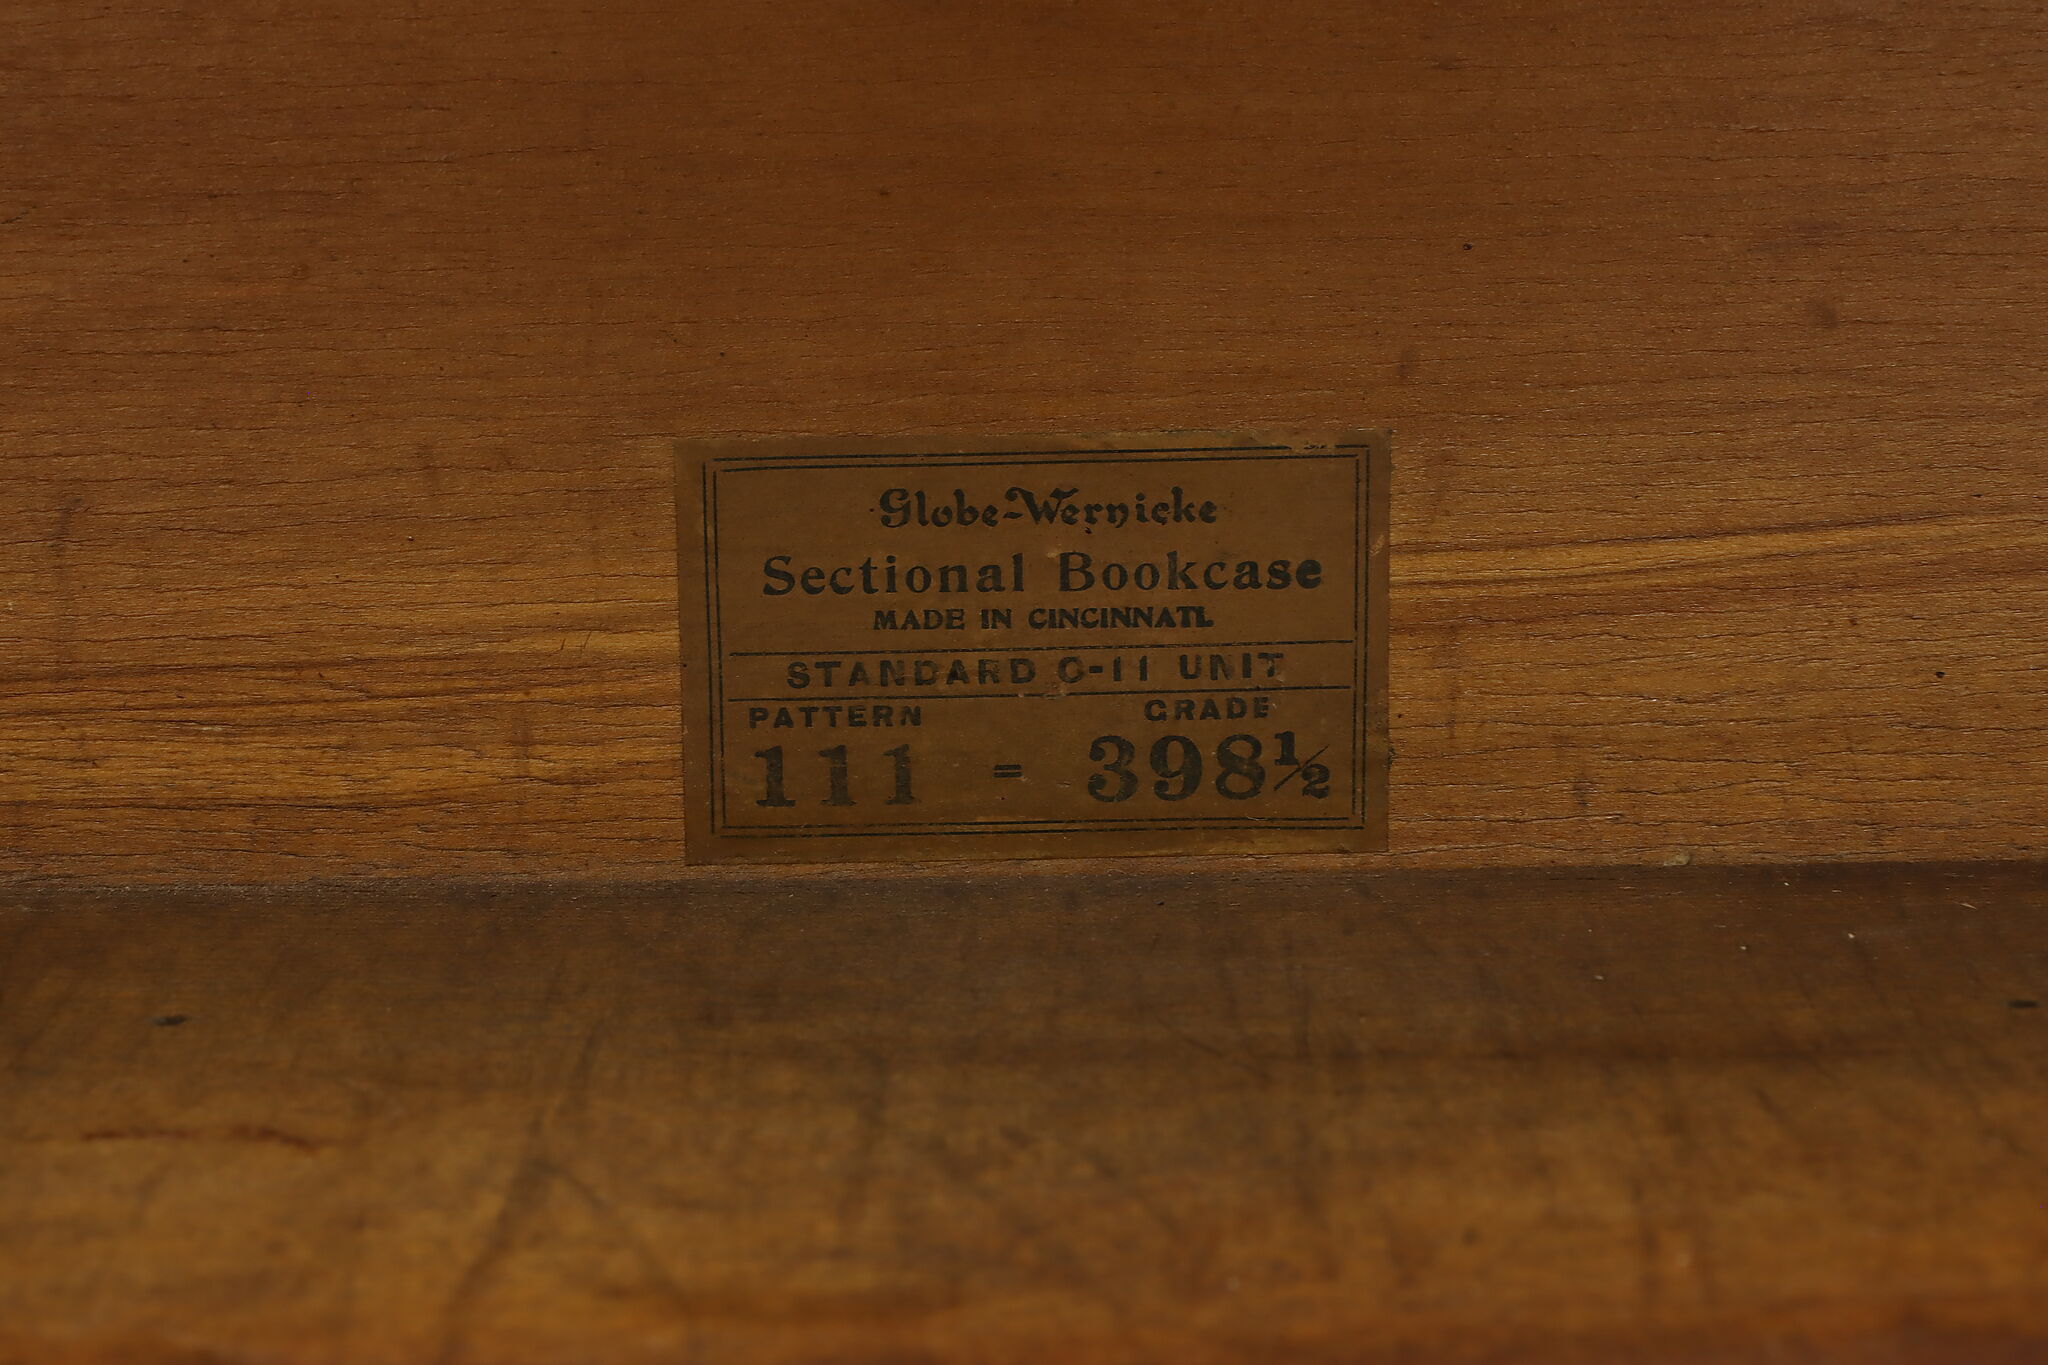 Globe-Wernicke
Sectional Bookcase
MADE IN CINCINNATI.
STANDARD C-11 UNIT
PATTERN GRADE
111 = 398½